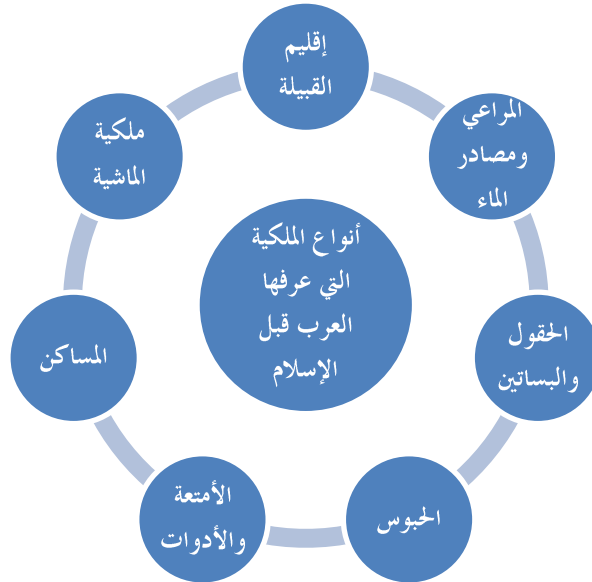 أنواع الملكية
التي عرفها
العرب قبل
الإسلام
إقليم
القبيلة
المراعي
ومصادر
الماء
الحقول
والبساتين
الحبوس
الأمتعة
والأدوات
المساكن
ملكية
الماشية